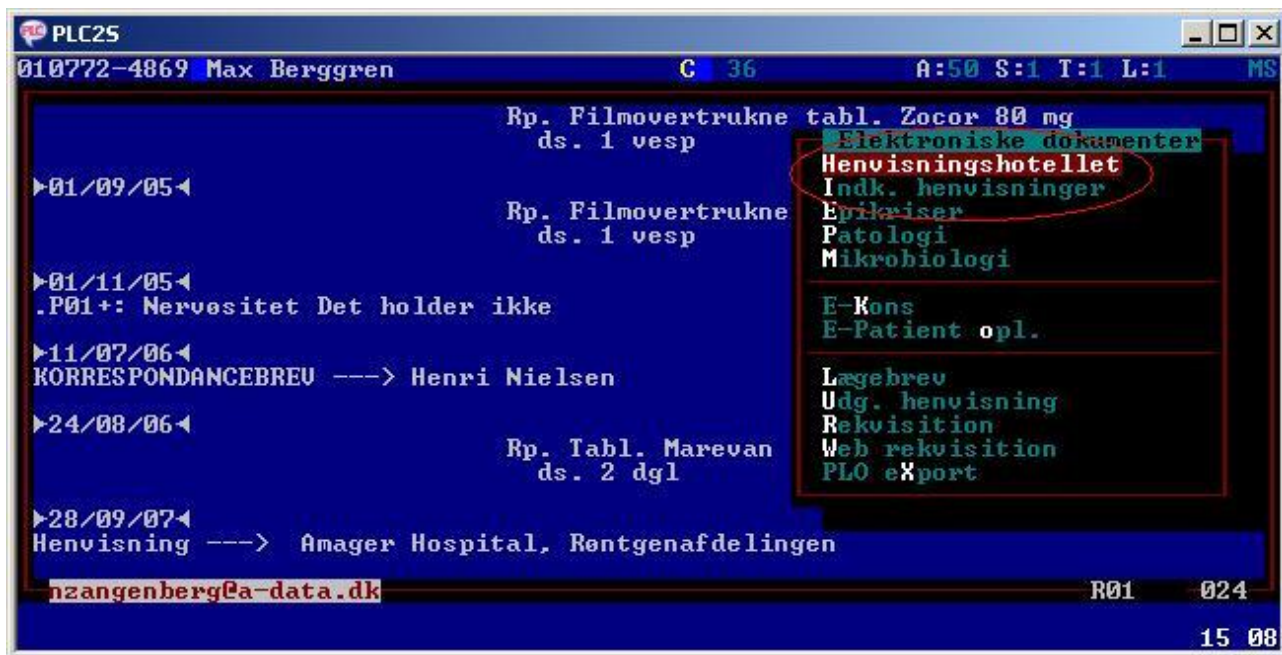 PLC2S
010772-4869 Max Berggren C 36 A:50 S:1 T:1 L:1 MS
Rp. Filmovertrukne tabl. Zocor 80 mg
ds. 1 vesp
▶01/09/05◀
Rp. Filmovertrukne
ds. 1 vesp
▶01/11/05◀
.P01+: Nervøsitet Det holder ikke
▶11/07/06◀
KORRESPONDANCEBREV ---> Henri Nielsen
▶24/08/06◀
Rp. Tabl. Marevan
ds. 2 dgl
▶28/09/07◀
Henvisning ---> Amager Hospital, Røntgenafdelingen
Elektroniske dokumenter
Henvisningshotellet
Indk. henvisninger
Epikriser
Patologi
Mikrobiologi
E-Kons
E-Patient opl.
Lægebrev
Udg. henvisning
Rekvisition
Web rekvisition
PLO eXport
nzangenberg@a-data.dk R01 024
15 08